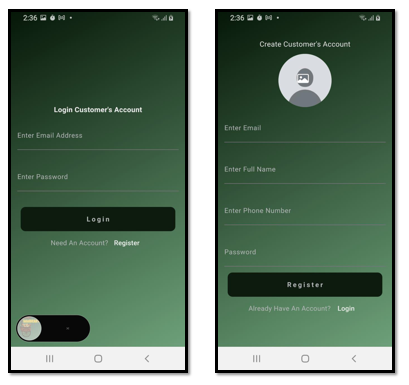 2:36
Login Customer's Account
Enter Email Address
Enter Password
Login
Need An Account? Register
2:36
Create Customer's Account
Enter Email
Enter Full Name
Enter Phone Number
Password
Register
Already Have An Account? Login